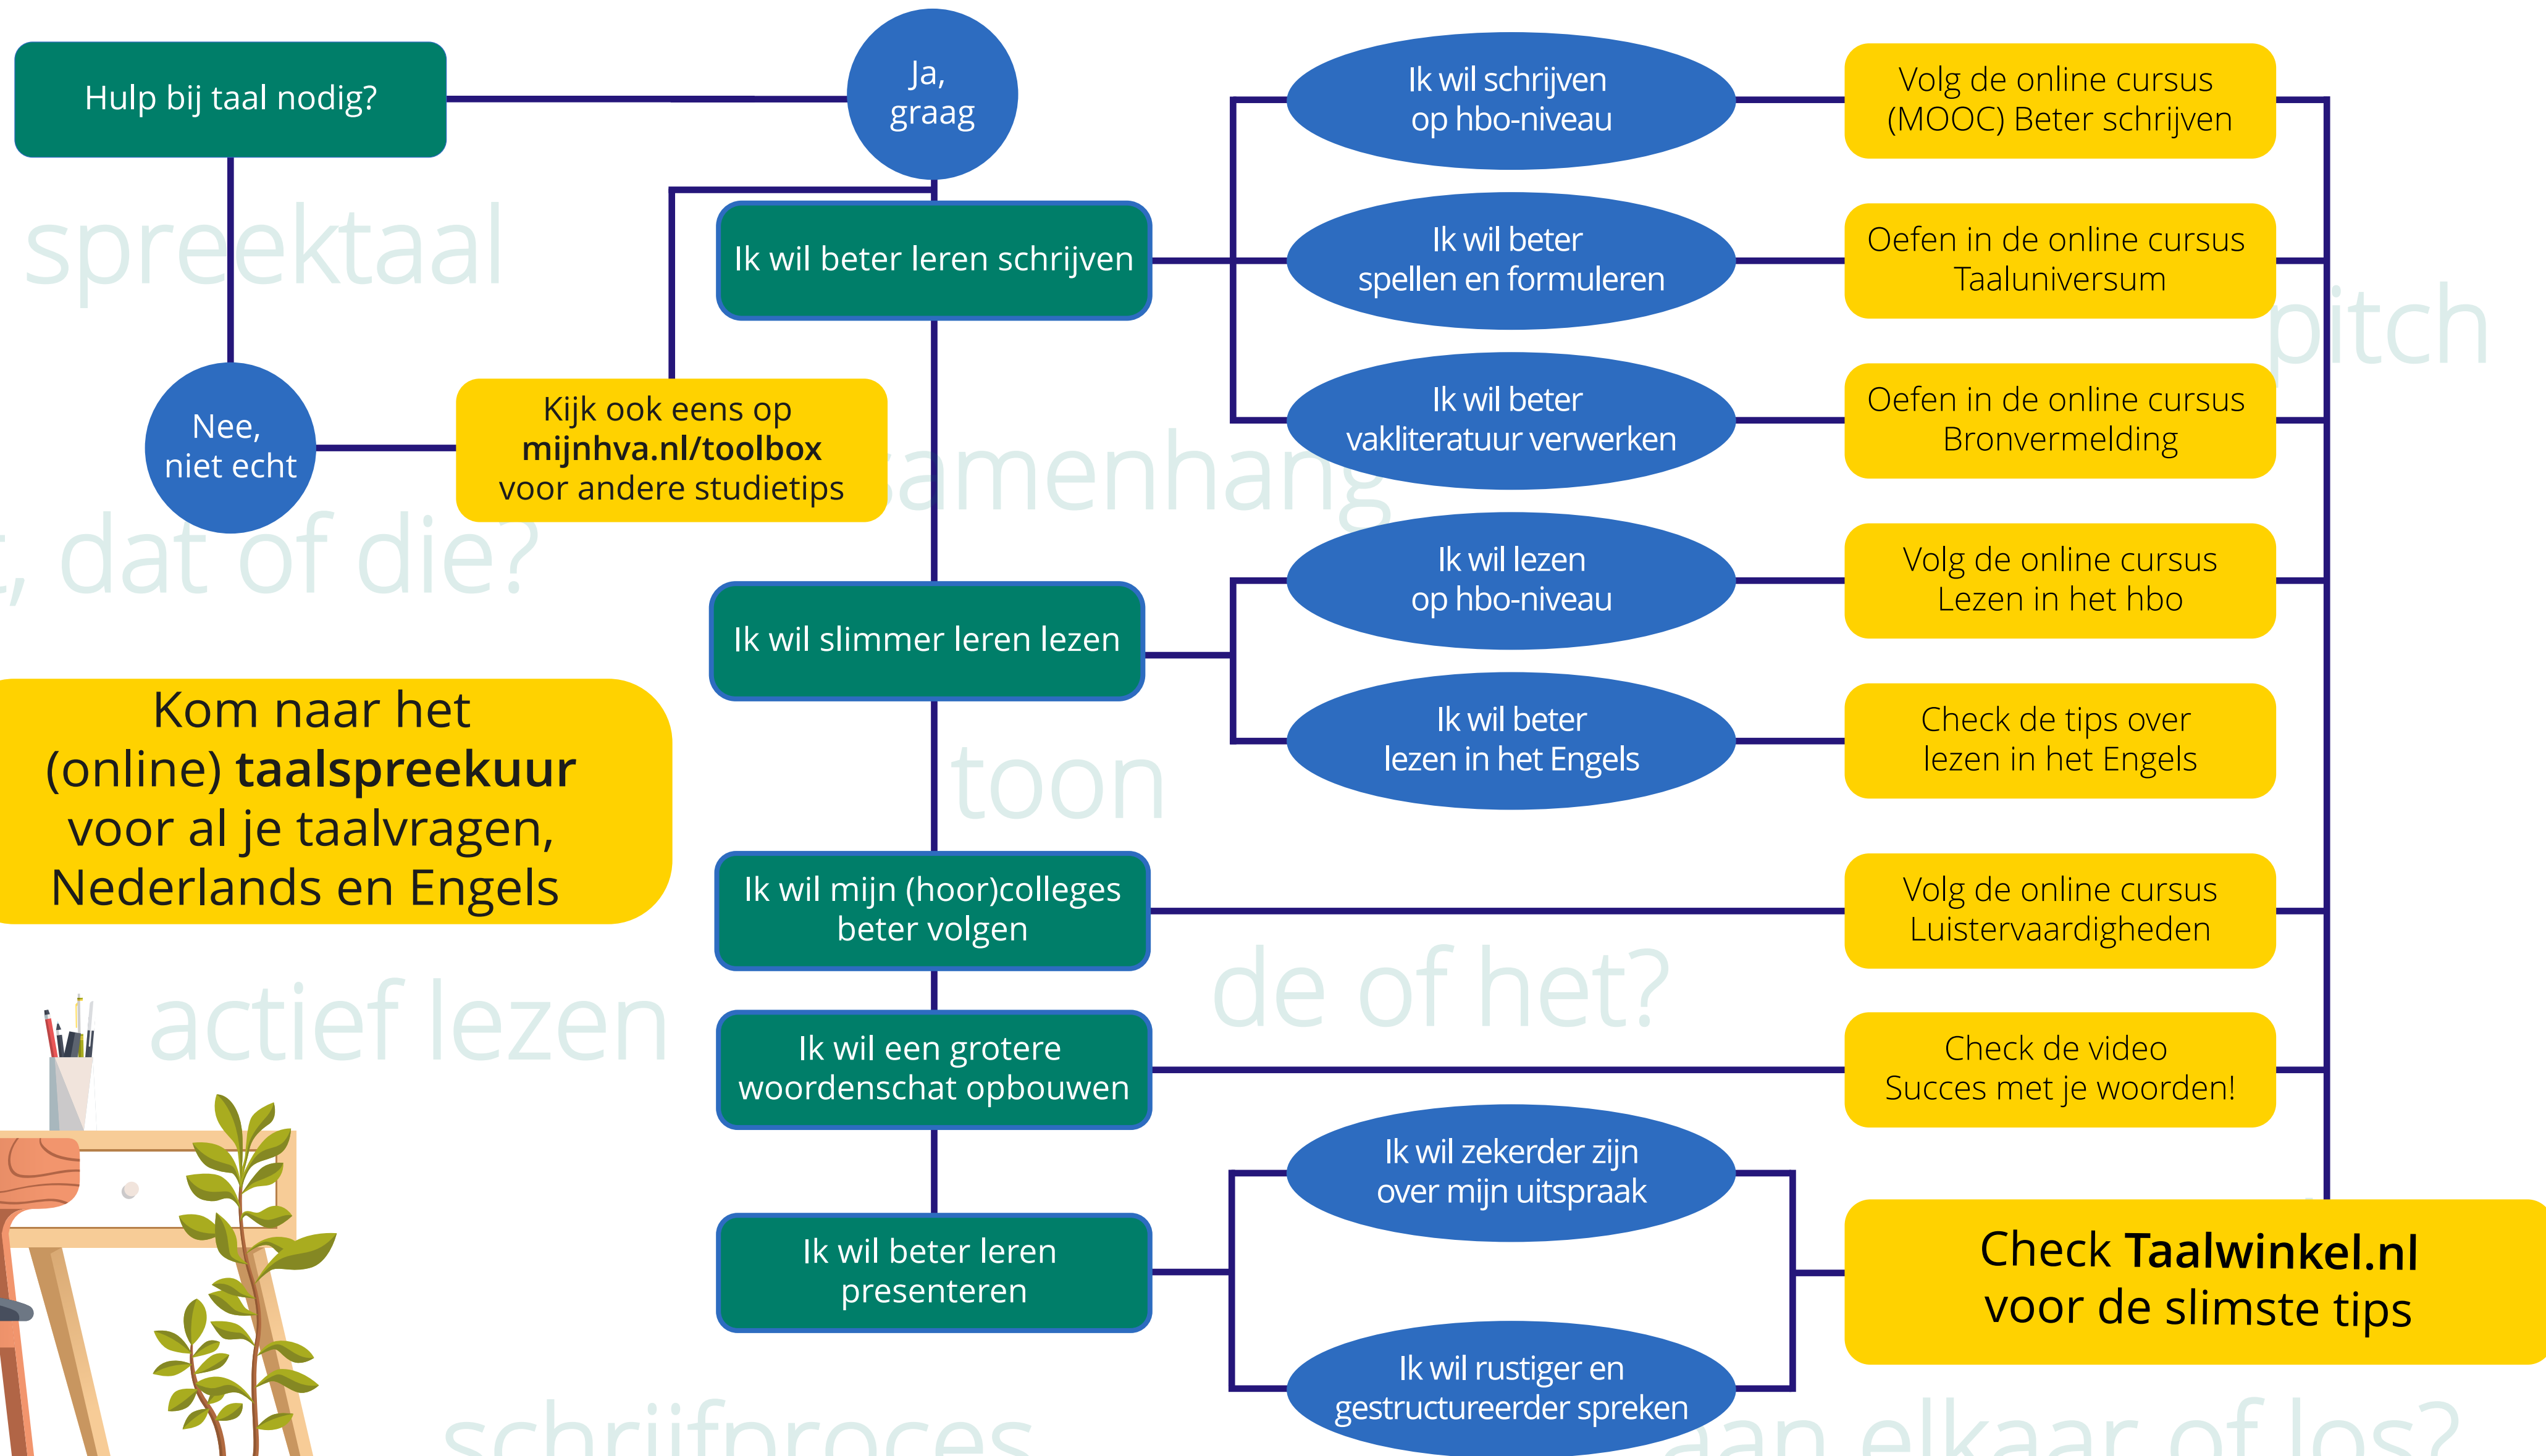 Hulp bij taal nodig?
Ja,
graag
Nee,
niet echt
Kijk ook eens op
mijnhva.nl/toolbox
voor andere studietips
Ik wil beter leren schrijven
Ik wil schrijven
op hbo-niveau
Volg de online cursus
(MOOC) Beter schrijven
Ik wil beter
spellen en formuleren
Oefen in de online cursus
Taaluniversum
Ik wil beter
vakliteratuur verwerken
Oefen in de online cursus
Bronvermelding
Ik wil slimmer leren lezen
Ik wil lezen
op hbo-niveau
Volg de online cursus
Lezen in het hbo
Ik wil beter
lezen in het Engels
Check de tips over
lezen in het Engels
Ik wil mijn (hoor)colleges
beter volgen
Volg de online cursus
Luistervaardigheden
Ik wil een grotere
woordenschat opbouwen
Check de video
Succes met je woorden!
Ik wil beter leren
presenteren
Ik wil zekerder zijn
over mijn uitspraak
Ik wil rustiger en
gestructureerder spreken
Check Taalwinkel.nl
voor de slimste tips
Kom naar het
(online) taalspreekuur
voor al je taalvragen,
Nederlands en Engels
spreektaal
pitch
samenhang
, dat of die?
toon
de of het?
actief lezen
schrijfproces
aan elkaar of los?